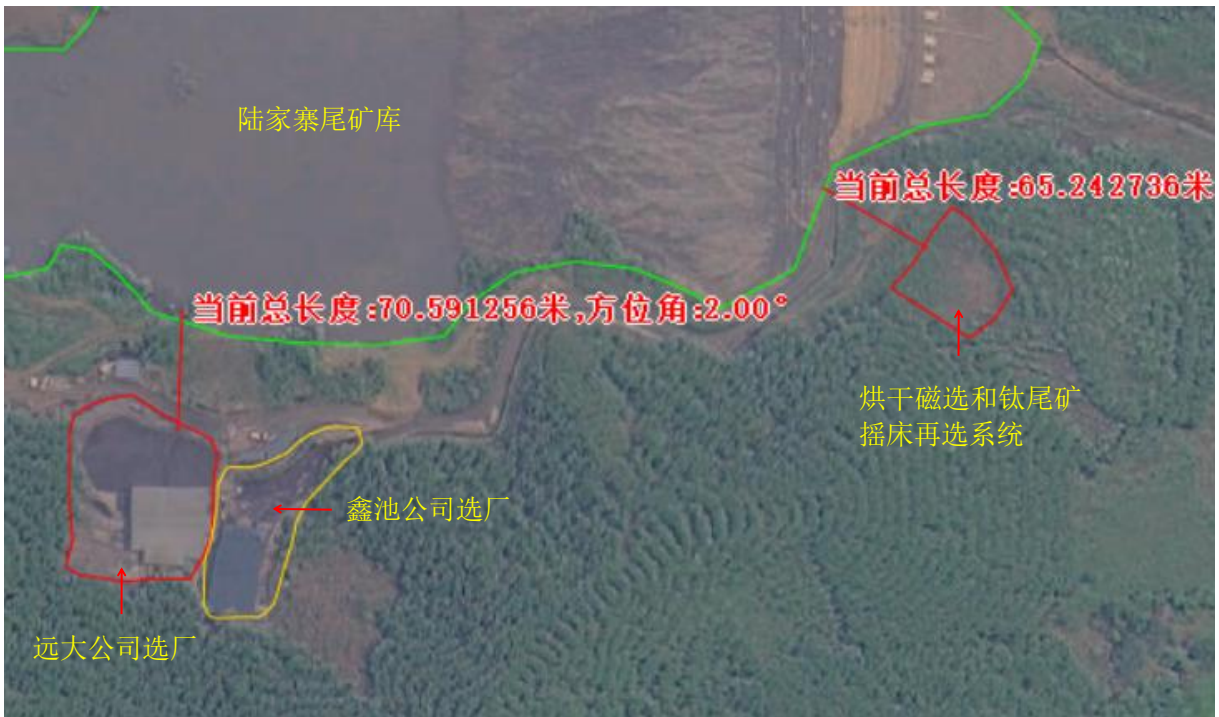 陆家寨尾矿库
当前总长度:65.242736米
当前总长度:70.591256米,方位角:2.00°
烘干磁选和钛尾矿
摇床再选系统
鑫池公司选厂
远大公司选厂